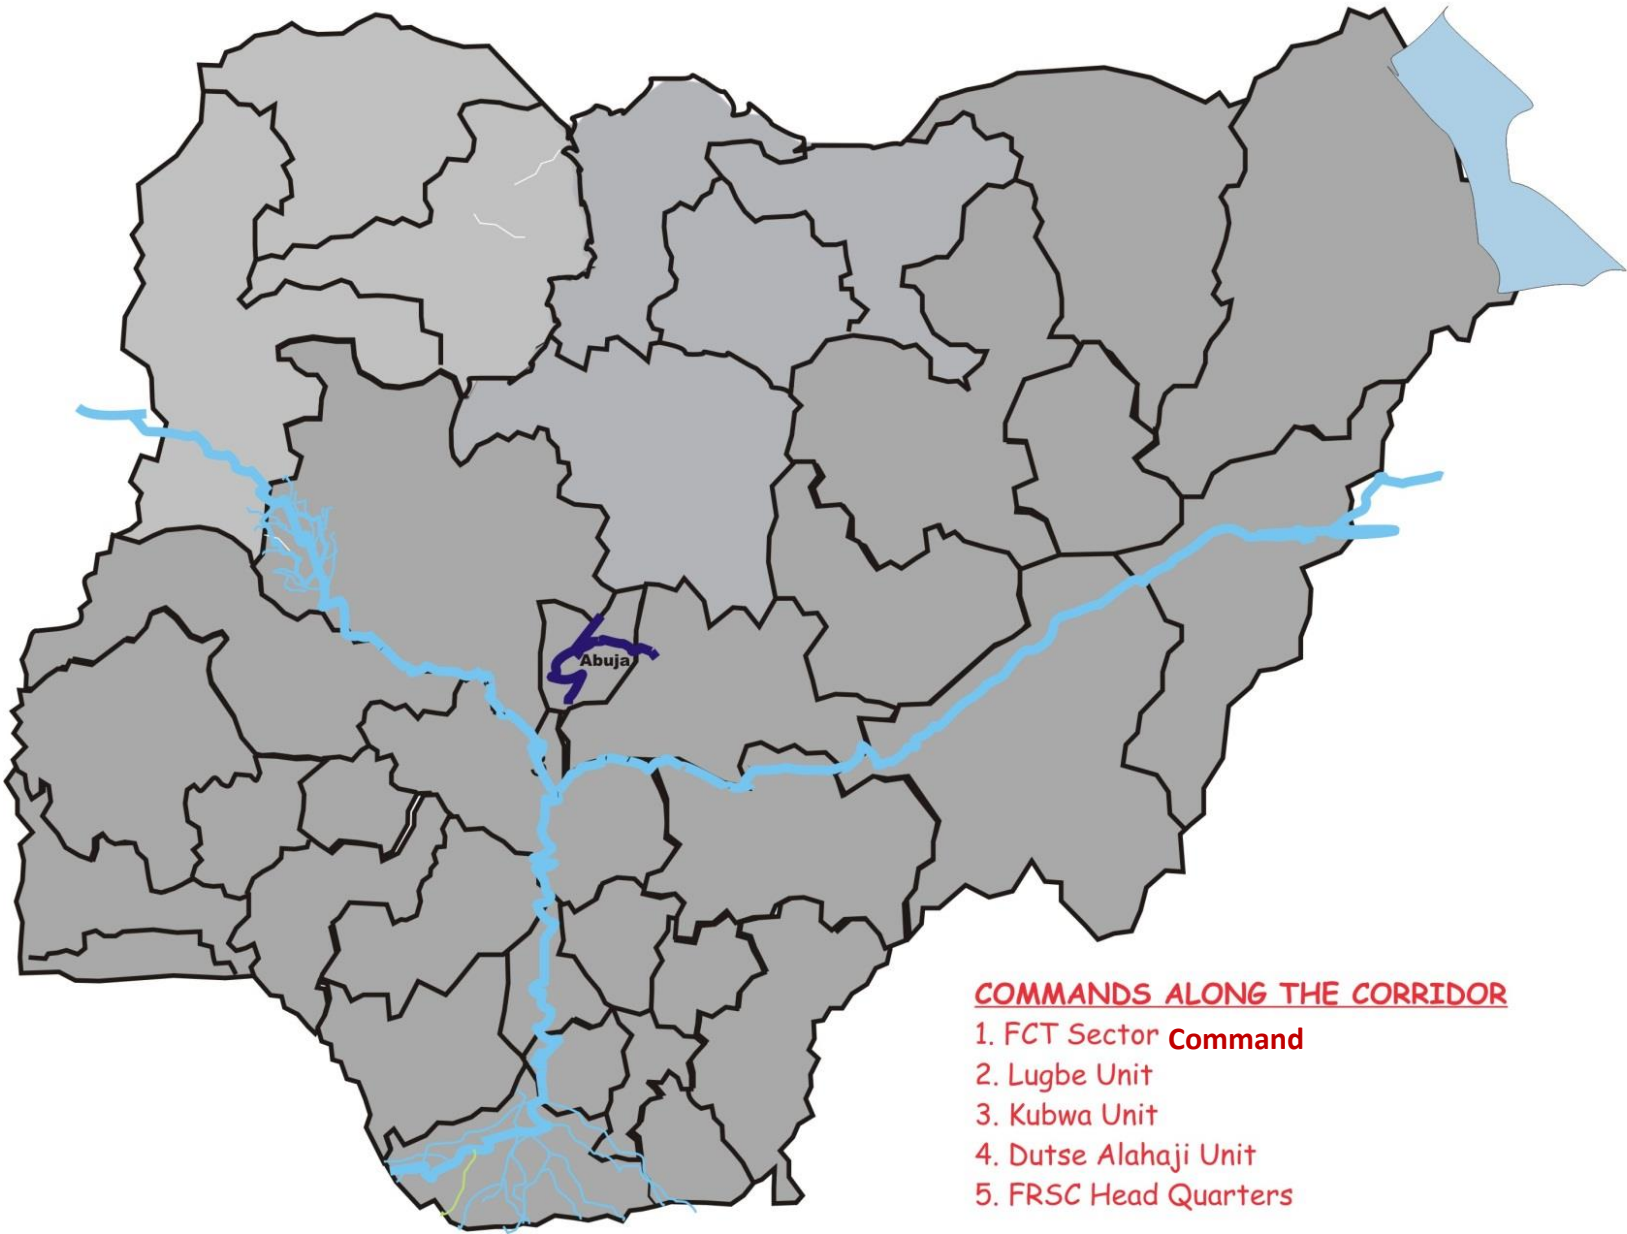 Abuja
COMMANDS ALONG THE CORRIDOR
1. FCT Sector Command
2. Lugbe Unit
3. Kubwa Unit
4. Dutse Alahaji Unit
5. FRSC Head Quarters